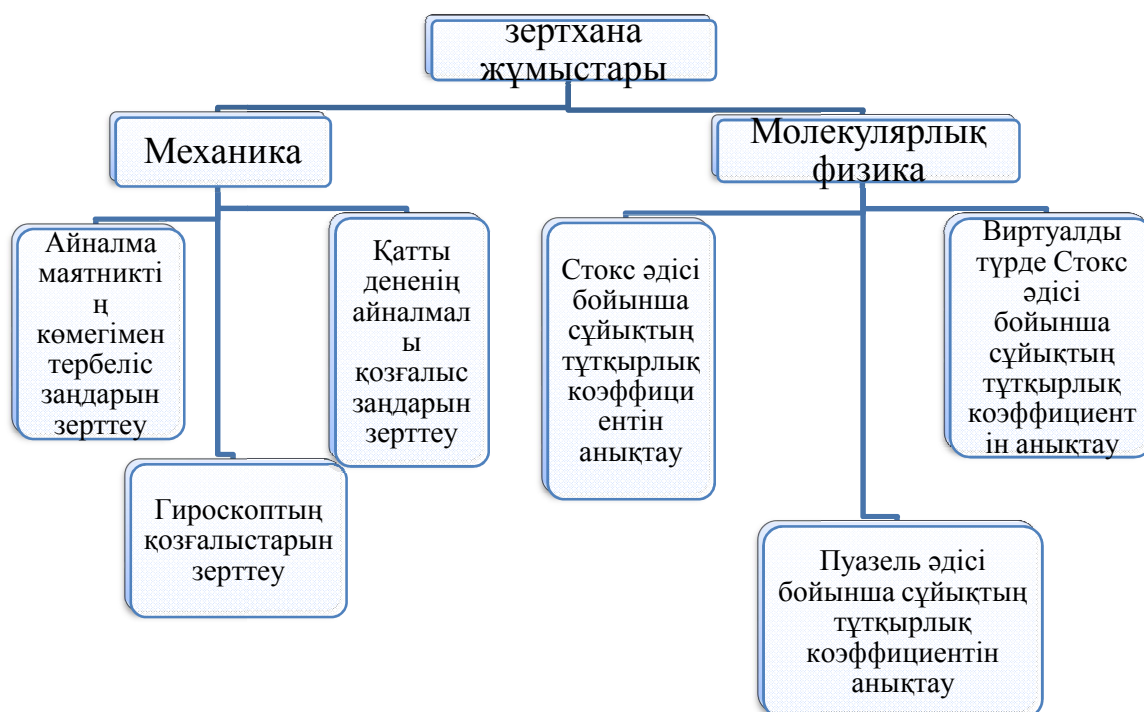 зертхана
жұмыстары
Механика
Молекулярлық
физика
Айналма
маятникті
ң
көмегімен
тербеліс
заңдарын
зерттеу
Қатты
дененің
айналмал
ы
қозғалыс
заңдарын
зерттеу
Гироскоптың
қозғалыстарын
зерттеу
Стокс әдісі
бойынша
сұйықтың
тұтқырлық
коэффици
ентін
анықтау
Виртуалды
түрде Стокс
әдісі
бойынша
сұйықтың
тұтқырлық
коэффициент
ін анықтау
Пуазель әдісі
бойынша сұйықтың
тұтқырлық
коэффициентін
анықтау